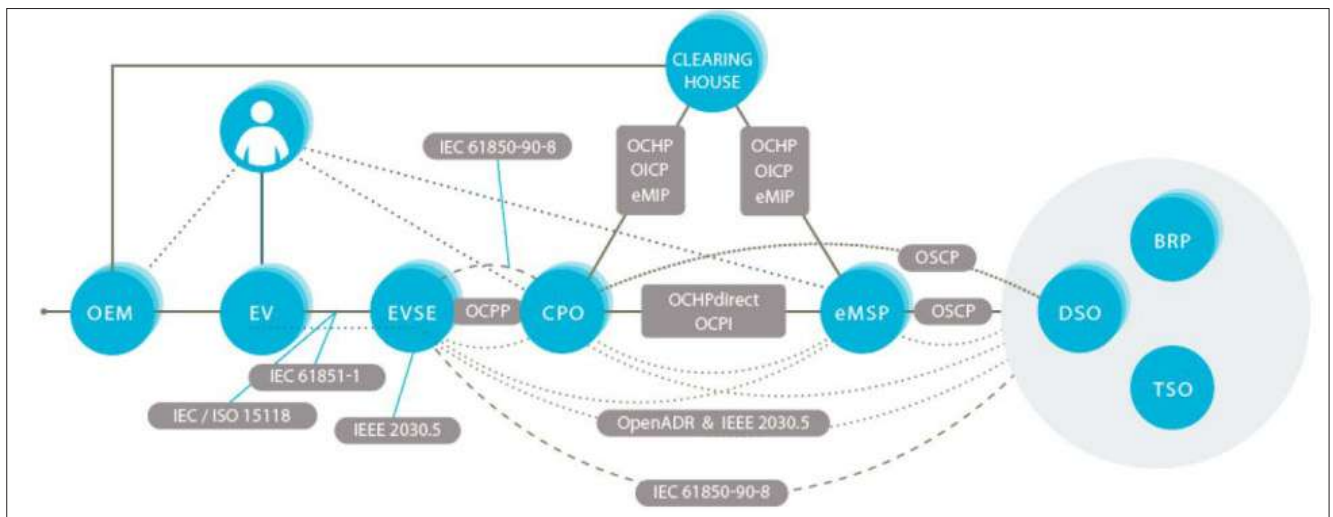 CLEARING
HOUSE
IEC 61850-90-8
OCHP
OICP
eMIP
OCHP
OICP
eMIP
BRP
OSCP
OEM
EV
EVSE
OCPP
CPO
OCHPdirect
OCPI
eMSP
OSCP
DSO
IEC 61851-1
TSO
IEC / ISO 15118
IEEE 2030.5
OpenADR & IEEE 2030.5
IEC 61850-90-8